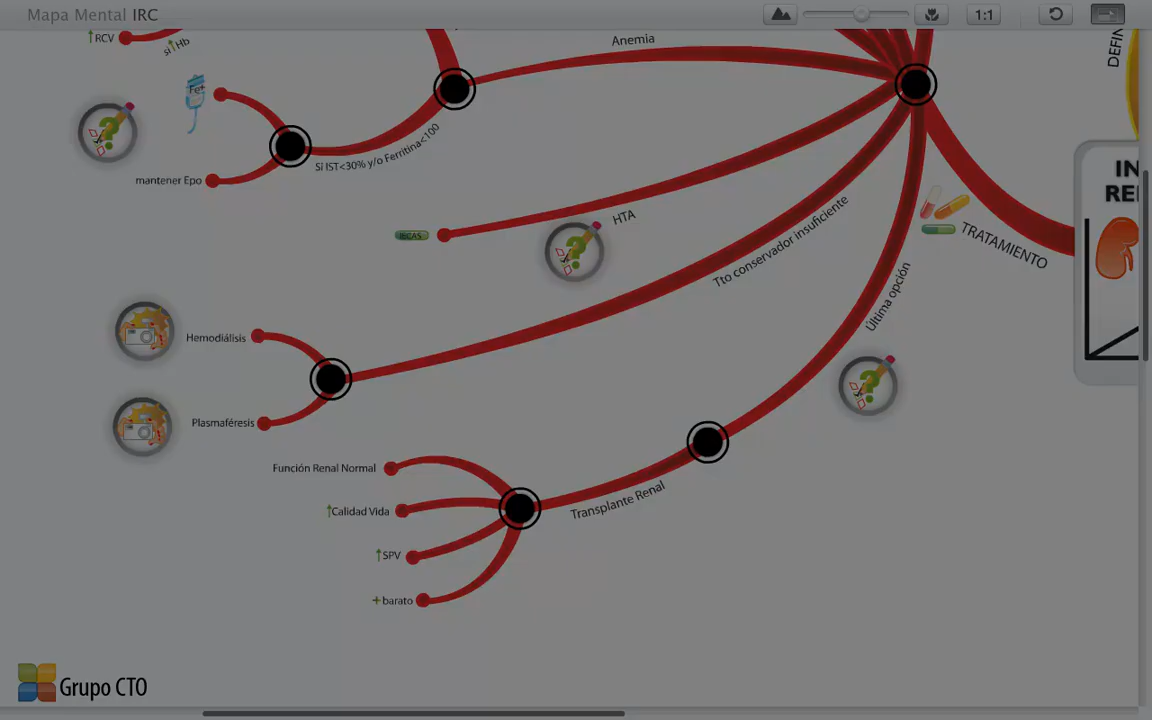 Mapa Mental IRC
1:1
↑RCV
si↑Hb
Anemia
Fe+
Si IST<30% y/o Ferritina<100
mantener Epo
IECAS
HTA
Tto conservador insuficiente
TRATAMIENTO
Última opción
Hemodiálisis
Plasmaféresis
Función Renal Normal
↑Calidad Vida
↑SPV
+barato
Transplante Renal
DEFIN
IN
RE
Grupo CTO